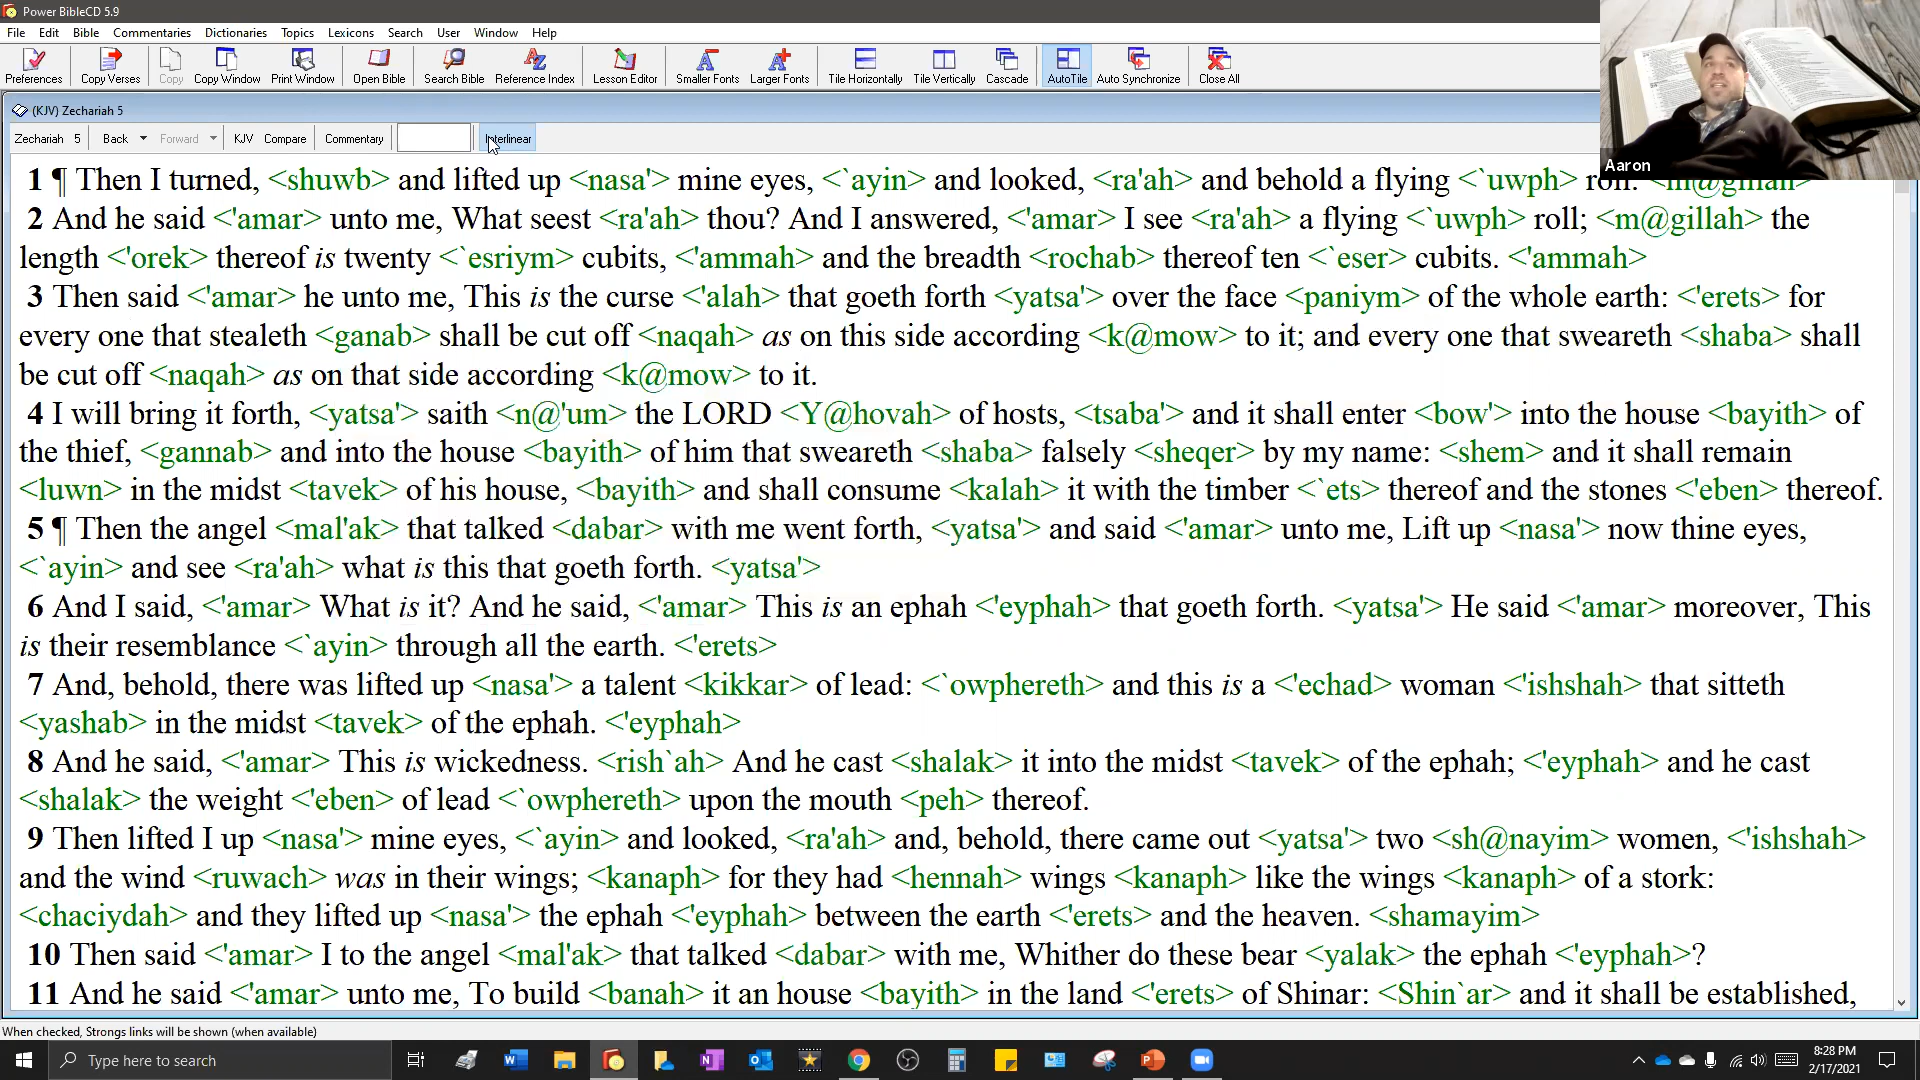 Power BibleCD 5.9
File Edit Bible Commentaries Dictionaries Topics Lexicons Search User Window Help
Preferences Copy Verses Copy Copy Window Print Window Open Bible Search Bible Reference Index Lesson Editor Smaller Fonts Larger Fonts Tile Horizontally Tile Vertically Cascade AutoTile Auto Synchronize Close All
(KJV) Zechariah 5
Zechariah 5 Back Forward KJV Compare Commentary Interlinear
Aaron
1 ¶ Then I turned, <shuwb> and lifted up <nasa'> mine eyes, <`ayin> and looked, <ra'ah> and behold a flying <`uwph> roll. <m@gillah>
2 And he said <'amar> unto me, What seest <ra'ah> thou? And I answered, <'amar> I see <ra'ah> a flying <`uwph> roll; <m@gillah> the
length <'orek> thereof is twenty <`esriym> cubits, <'ammah> and the breadth <rochab> thereof ten <`eser> cubits. <'ammah>
3 Then said <'amar> he unto me, This is the curse <'alah> that goeth forth <yatsa'> over the face <paniym> of the whole earth: <'erets> for
every one that stealeth <ganab> shall be cut off <naqah> as on this side according <k@mow> to it; and every one that sweareth <shaba> shall
be cut off <naqah> as on that side according <k@mow> to it.
4 I will bring it forth, <yatsa'> saith <n@'um> the LORD <Y@hovah> of hosts, <tsaba'> and it shall enter <bow'> into the house <bayith> of
the thief, <gannab> and into the house <bayith> of him that sweareth <shaba> falsely <sheqer> by my name: <shem> and it shall remain
<luwn> in the midst <tavek> of his house, <bayith> and shall consume <kalah> it with the timber <`ets> thereof and the stones <'eben> thereof.
5 ¶ Then the angel <mal'ak> that talked <dabar> with me went forth, <yatsa'> and said <'amar> unto me, Lift up <nasa'> now thine eyes,
<`ayin> and see <ra'ah> what is this that goeth forth. <yatsa'>
6 And I said, <'amar> What is it? And he said, <'amar> This is an ephah <'eyphah> that goeth forth. <yatsa'> He said <'amar> moreover, This
is their resemblance <`ayin> through all the earth. <'erets>
7 And, behold, there was lifted up <nasa'> a talent <kikkar> of lead: <`owphereth> and this is a <'echad> woman <'ishshah> that sitteth
<yashab> in the midst <tavek> of the ephah. <'eyphah>
8 And he said, <'amar> This is wickedness. <rish`ah> And he cast <shalak> it into the midst <tavek> of the ephah; <'eyphah> and he cast
<shalak> the weight <'eben> of lead <`owphereth> upon the mouth <peh> thereof.
9 Then lifted I up <nasa'> mine eyes, <`ayin> and looked, <ra'ah> and, behold, there came out <yatsa'> two <sh@nayim> women, <'ishshah>
and the wind <ruwach> was in their wings; <kanaph> for they had <hennah> wings <kanaph> like the wings <kanaph> of a stork:
<chaciydah> and they lifted up <nasa'> the ephah <'eyphah> between the earth <'erets> and the heaven. <shamayim>
10 Then said <'amar> I to the angel <mal'ak> that talked <dabar> with me, Whither do these bear <yalak> the ephah <'eyphah>?
11 And he said <'amar> unto me, To build <banah> it an house <bayith> in the land <'erets> of Shinar: <Shin`ar> and it shall be established,
When checked, Strongs links will be shown (when available)
Type here to search
8:28 PM
2/17/2021